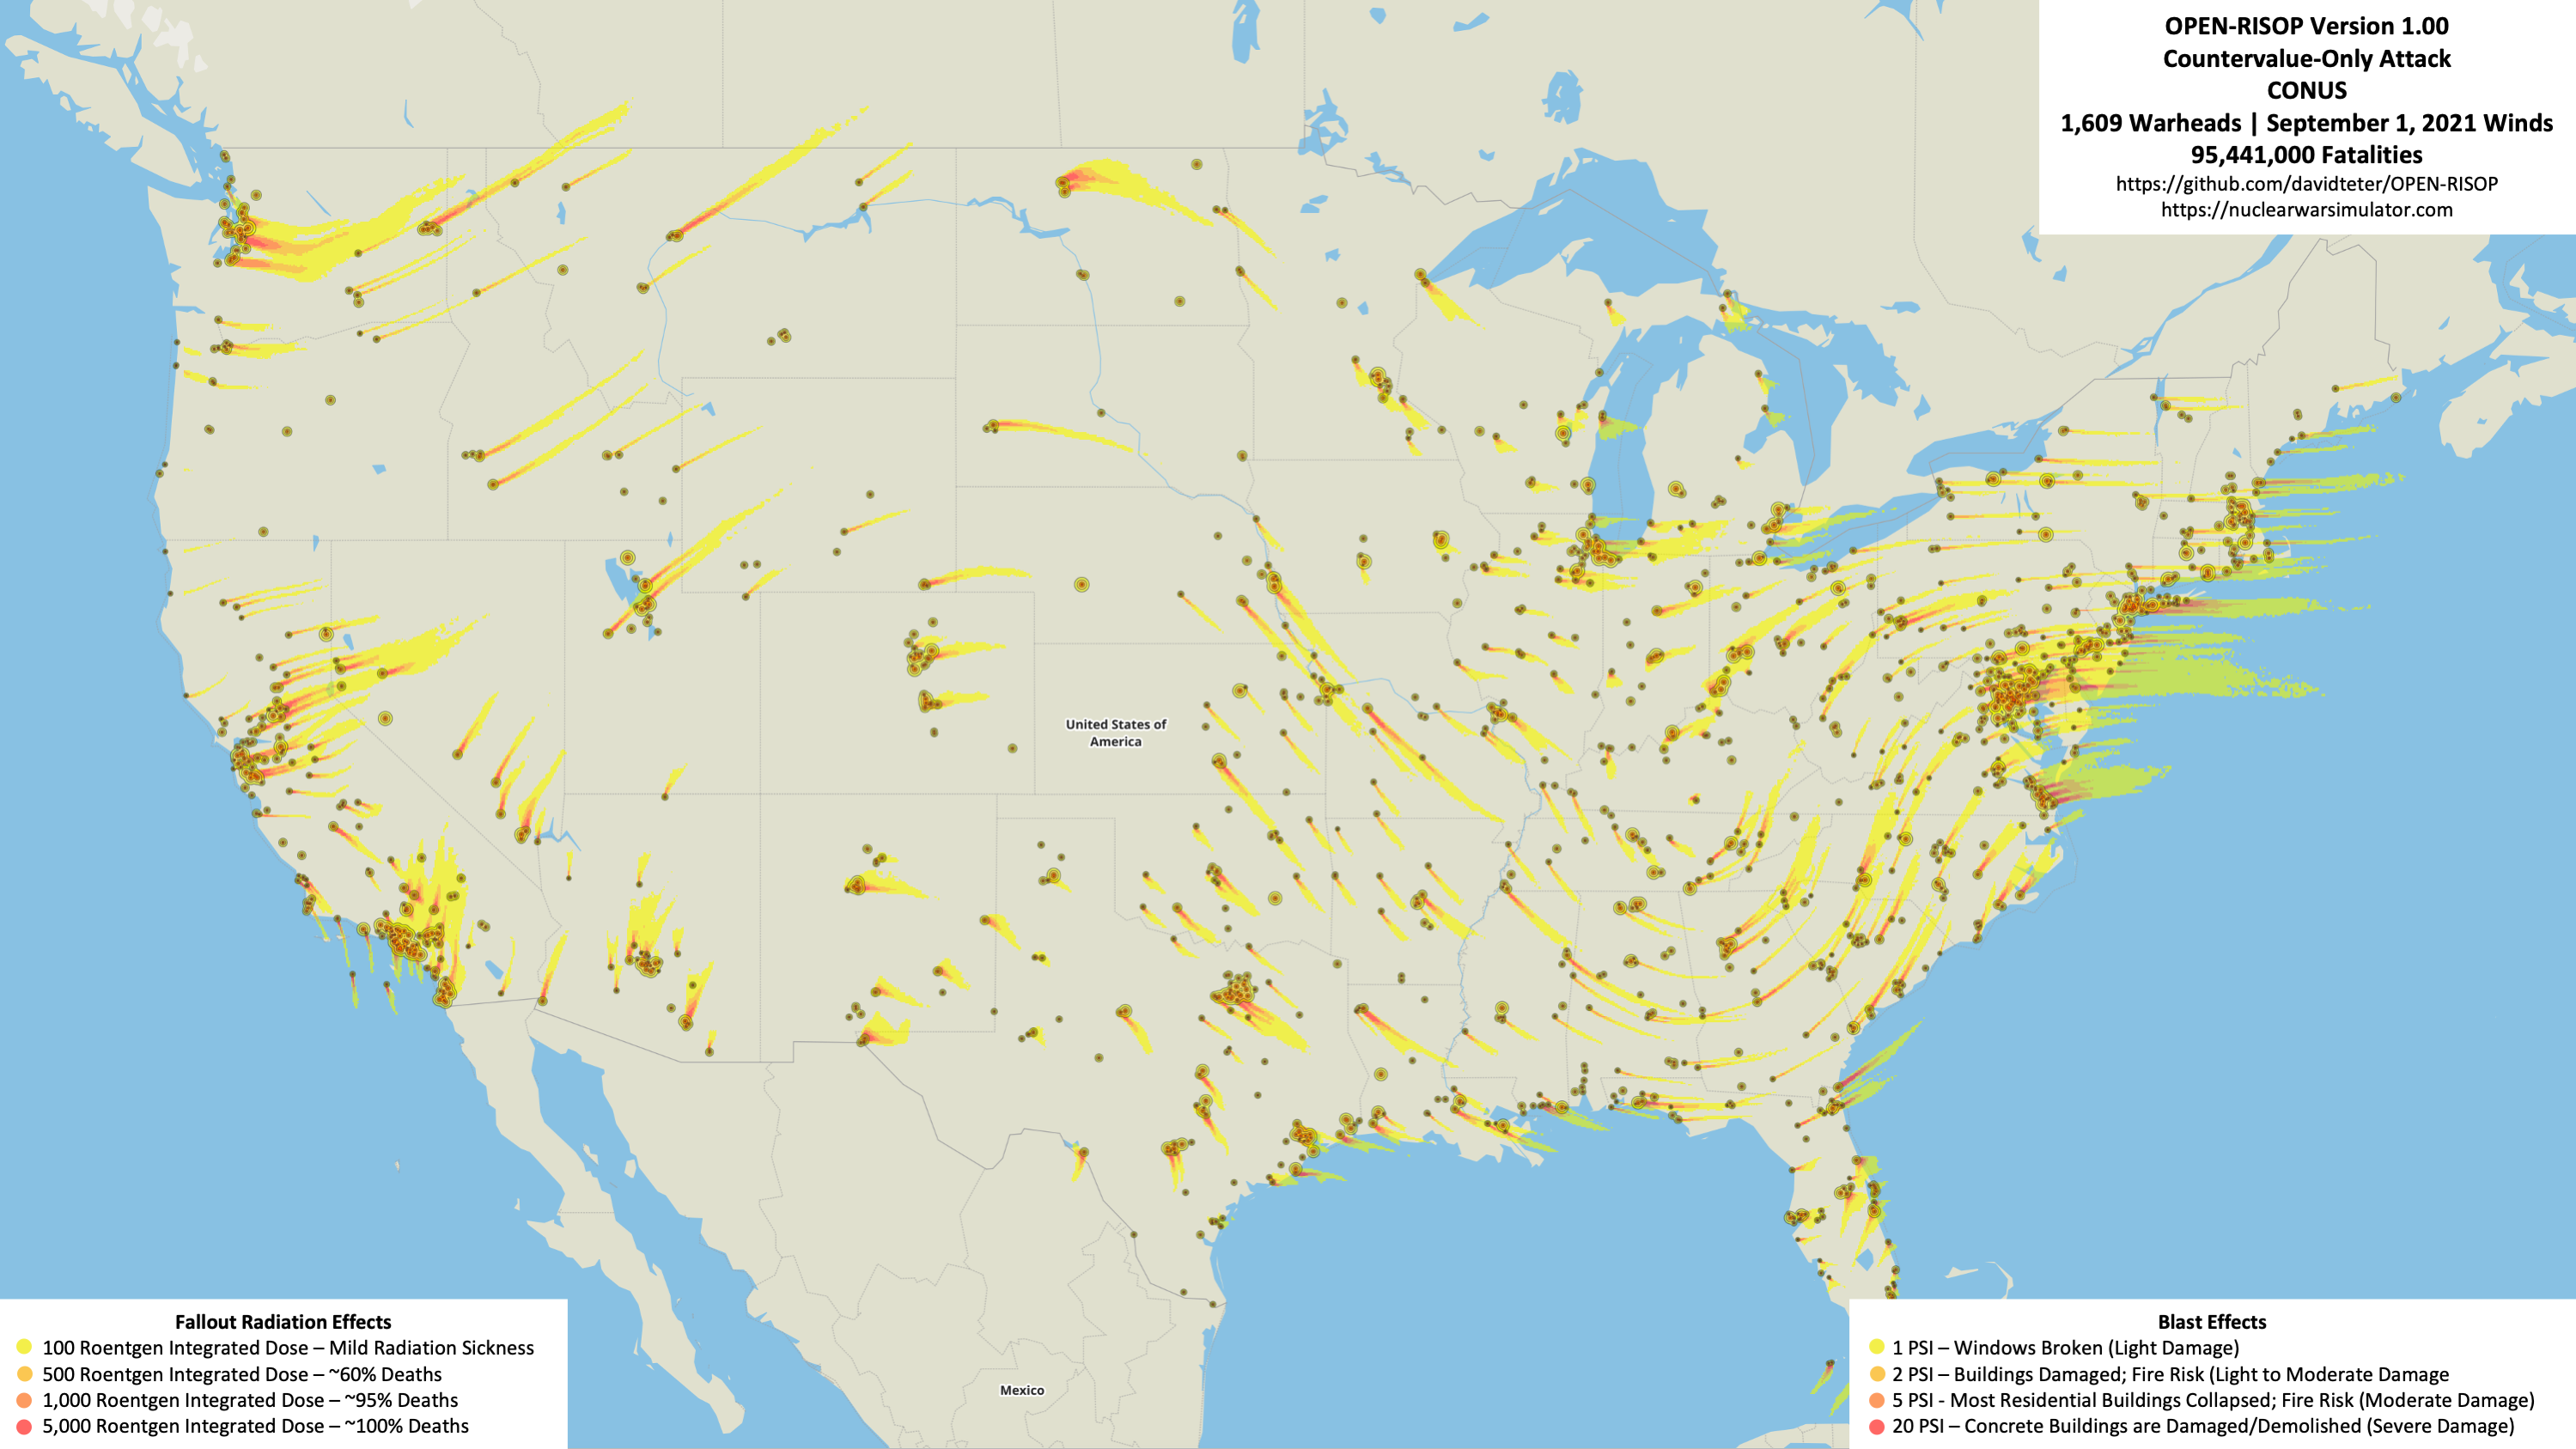 OPEN-RISOP Version 1.00
Countervalue-Only Attack
CONUS
1,609 Warheads | September 1, 2021 Winds
95,441,000 Fatalities
https://github.com/davidteter/OPEN-RISOP
https://nuclearwarsimulator.com
United States of
America
Mexico
Fallout Radiation Effects
100 Roentgen Integrated Dose – Mild Radiation Sickness
500 Roentgen Integrated Dose – ~60% Deaths
1,000 Roentgen Integrated Dose – ~95% Deaths
5,000 Roentgen Integrated Dose – ~100% Deaths
Blast Effects
1 PSI – Windows Broken (Light Damage)
2 PSI – Buildings Damaged; Fire Risk (Light to Moderate Damage
5 PSI - Most Residential Buildings Collapsed; Fire Risk (Moderate Damage)
20 PSI – Concrete Buildings are Damaged/Demolished (Severe Damage)